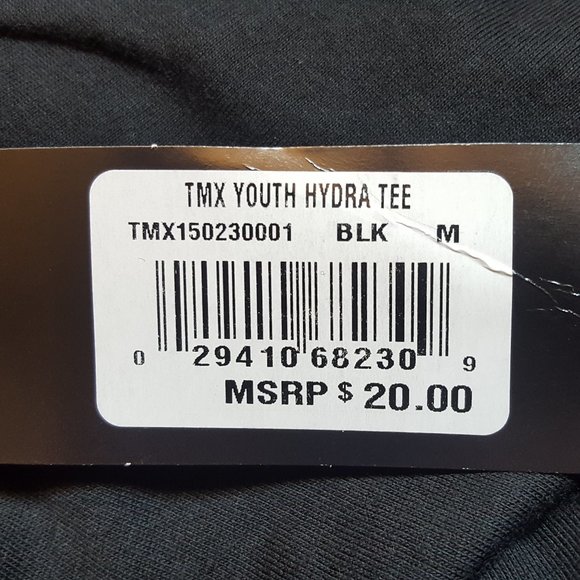 TMX YOUTH HYDRA TEE
TMX150230001 BLK M
0 29410 68230 9
MSRP $ 20.00